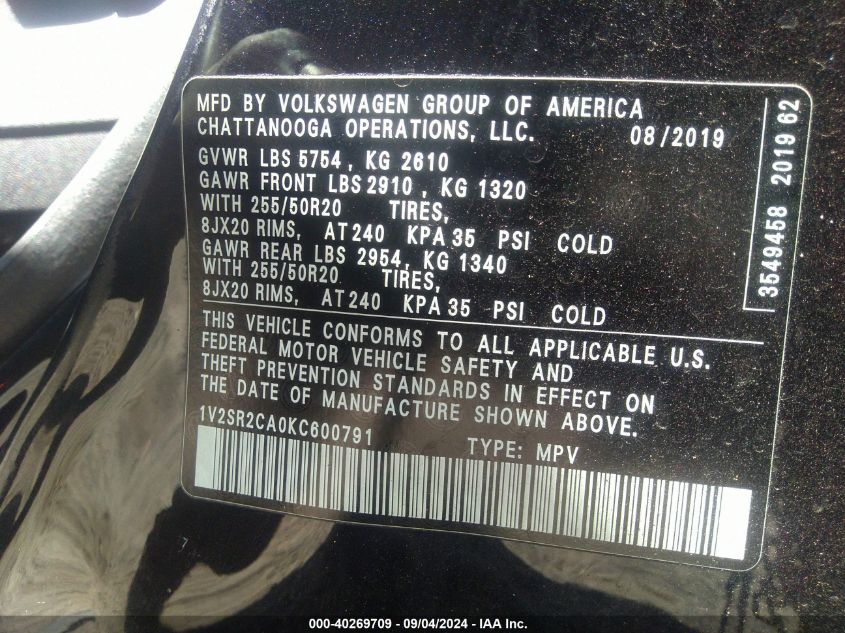 MFD BY VOLKSWAGEN GROUP OF AMERICA
CHATTANOOGA OPERATIONS, LLC. 08/2019
GVWR LBS 5754 , KG 2610
GAWR FRONT LBS 2910 , KG 1320
WITH 255/50R20 TIRES,
8JX20 RIMS, AT 240 KPA 35 PSI COLD
GAWR REAR LBS 2954, KG 1340
WITH 255/50R20 TIRES,
8JX20 RIMS, AT 240 KPA 35 PSI COLD
THIS VEHICLE CONFORMS TO ALL APPLICABLE U.S.
FEDERAL MOTOR VEHICLE SAFETY AND
THEFT PREVENTION STANDARDS IN EFFECT ON
THE DATE OF MANUFACTURE SHOWN ABOVE.
1V2SR2CA0KC600791 TYPE: MPV
3549458 2019 62
000-40269709 - 09/04/2024 - IAA Inc.